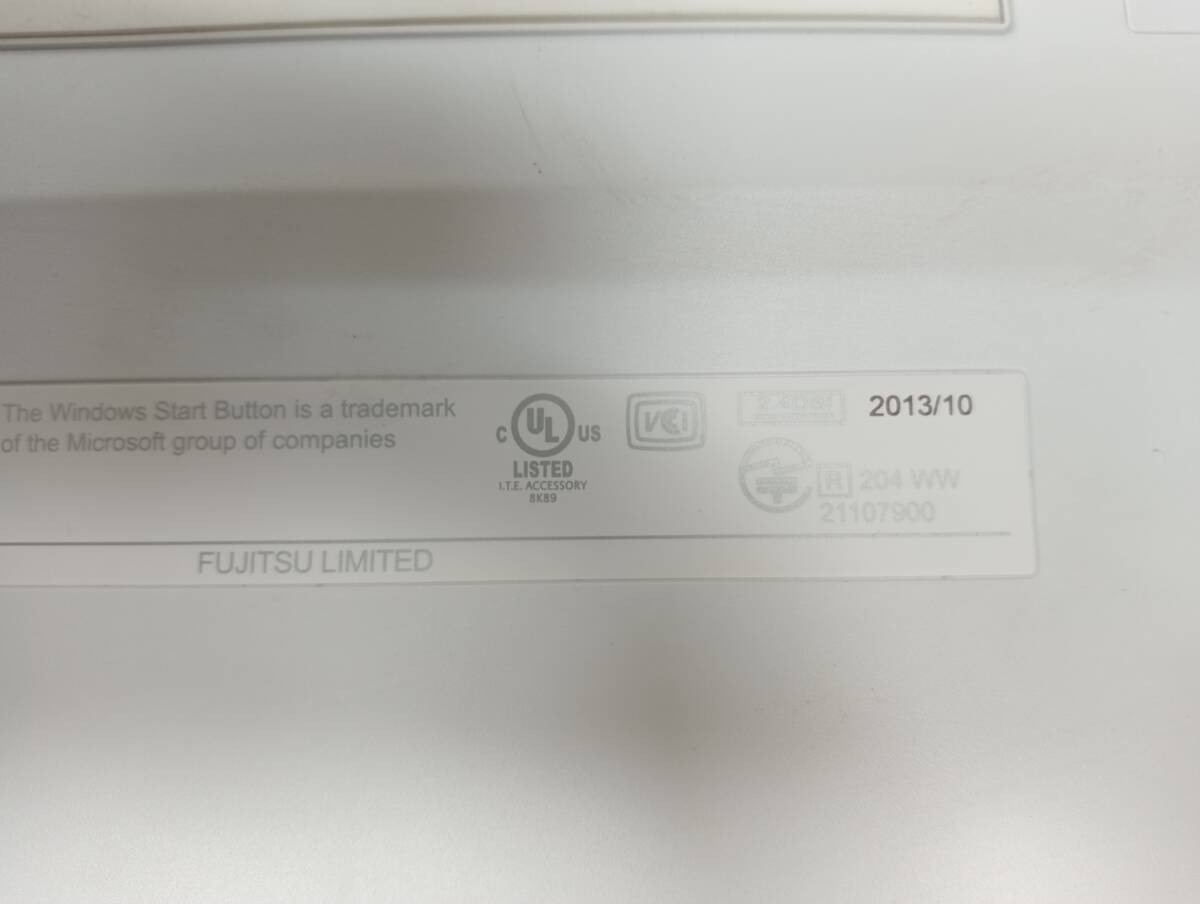 The Windows Start Button is a trademark
of the Microsoft group of companies
C UL US
LISTED
I.T.E. ACCESSORY
8K89
VCI
2013/10
R 204 WW
21107900
FUJITSU LIMITED